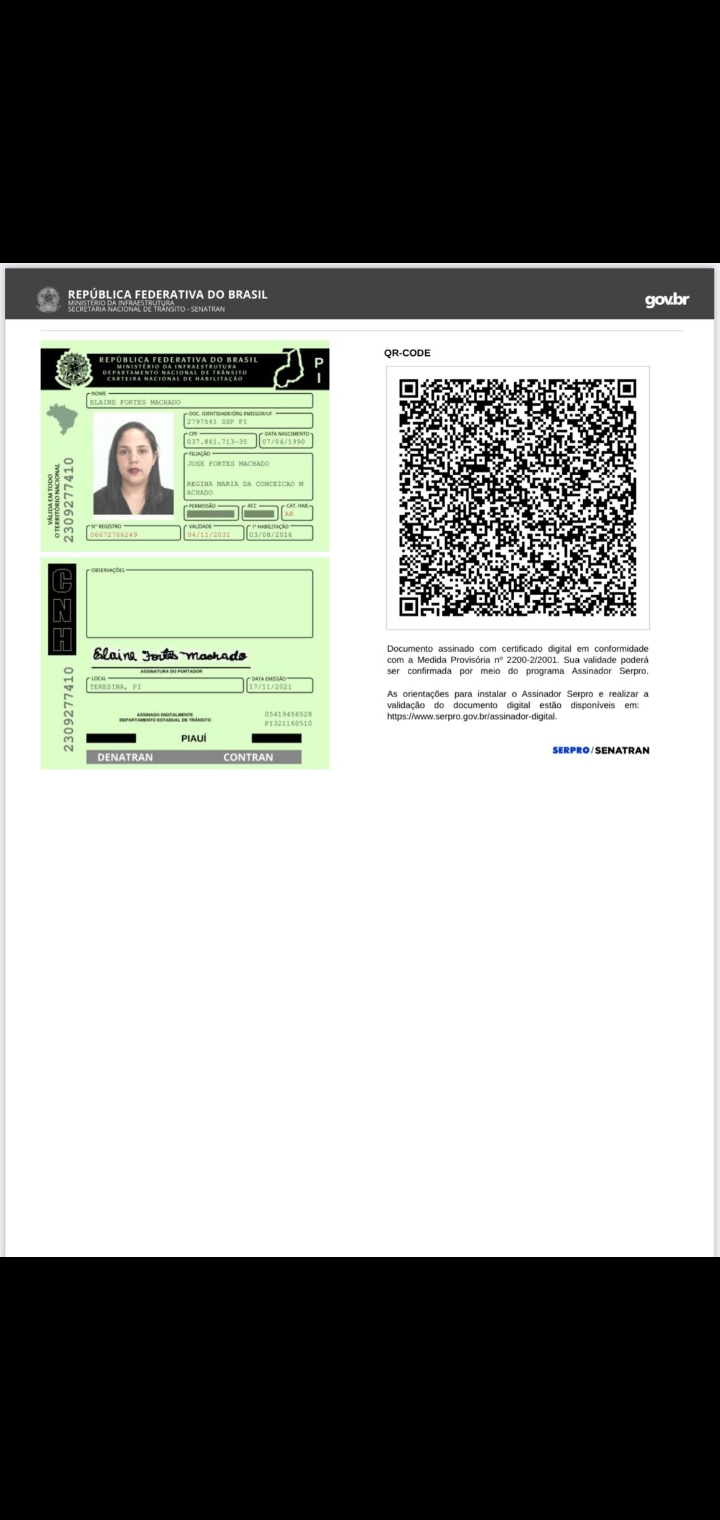 REPÚBLICA FEDERATIVA DO BRASIL
MINISTÉRIO DA INFRAESTRUTURA
SECRETARIA NACIONAL DE TRÂNSITO - SENATRAN
gov.br
REPÚBLICA FEDERATIVA DO BRASIL
MINISTÉRIO DA INFRAESTRUTURA
DEPARTAMENTO NACIONAL DE TRÂNSITO
CARTEIRA NACIONAL DE HABILITAÇÃO
P
I
NOME
ELAINE FORTES MACHADO
DOC. IDENTIDADE/ÓRG EMISSOR/UF
2797541 SSP PI
CPF
DATA NASCIMENTO
037.861.713-35
07/04/1990
FILIAÇÃO
JOSE FORTES MACHADO
REGINA MARIA DA CONCEICAO M
ACHADO
PERMISSÃO
ACC
CAT. HAB.
AB
Nº REGISTRO
VALIDADE
1ª HABILITAÇÃO
06672766249
04/11/2031
03/08/2016
VÁLIDA EM TODO
O TERRITÓRIO NACIONAL
2309277410
CNH
OBSERVAÇÕES
Elaine Fortes Machado
ASSINATURA DO PORTADOR
LOCAL
DATA EMISSÃO
TERESINA, PI
17/11/2021
ASSINADO DIGITALMENTE
DEPARTAMENTO ESTADUAL DE TRÂNSITO
05419456528
PI321160510
2309277410
PIAUÍ
DENATRAN
CONTRAN
QR-CODE
Documento assinado com certificado digital em conformidade
com a Medida Provisória nº 2200-2/2001. Sua validade poderá
ser confirmada por meio do programa Assinador Serpro.
As orientações para instalar o Assinador Serpro e realizar a
validação do documento digital estão disponíveis em:
https://www.serpro.gov.br/assinador-digital.
SERPRO/SENATRAN